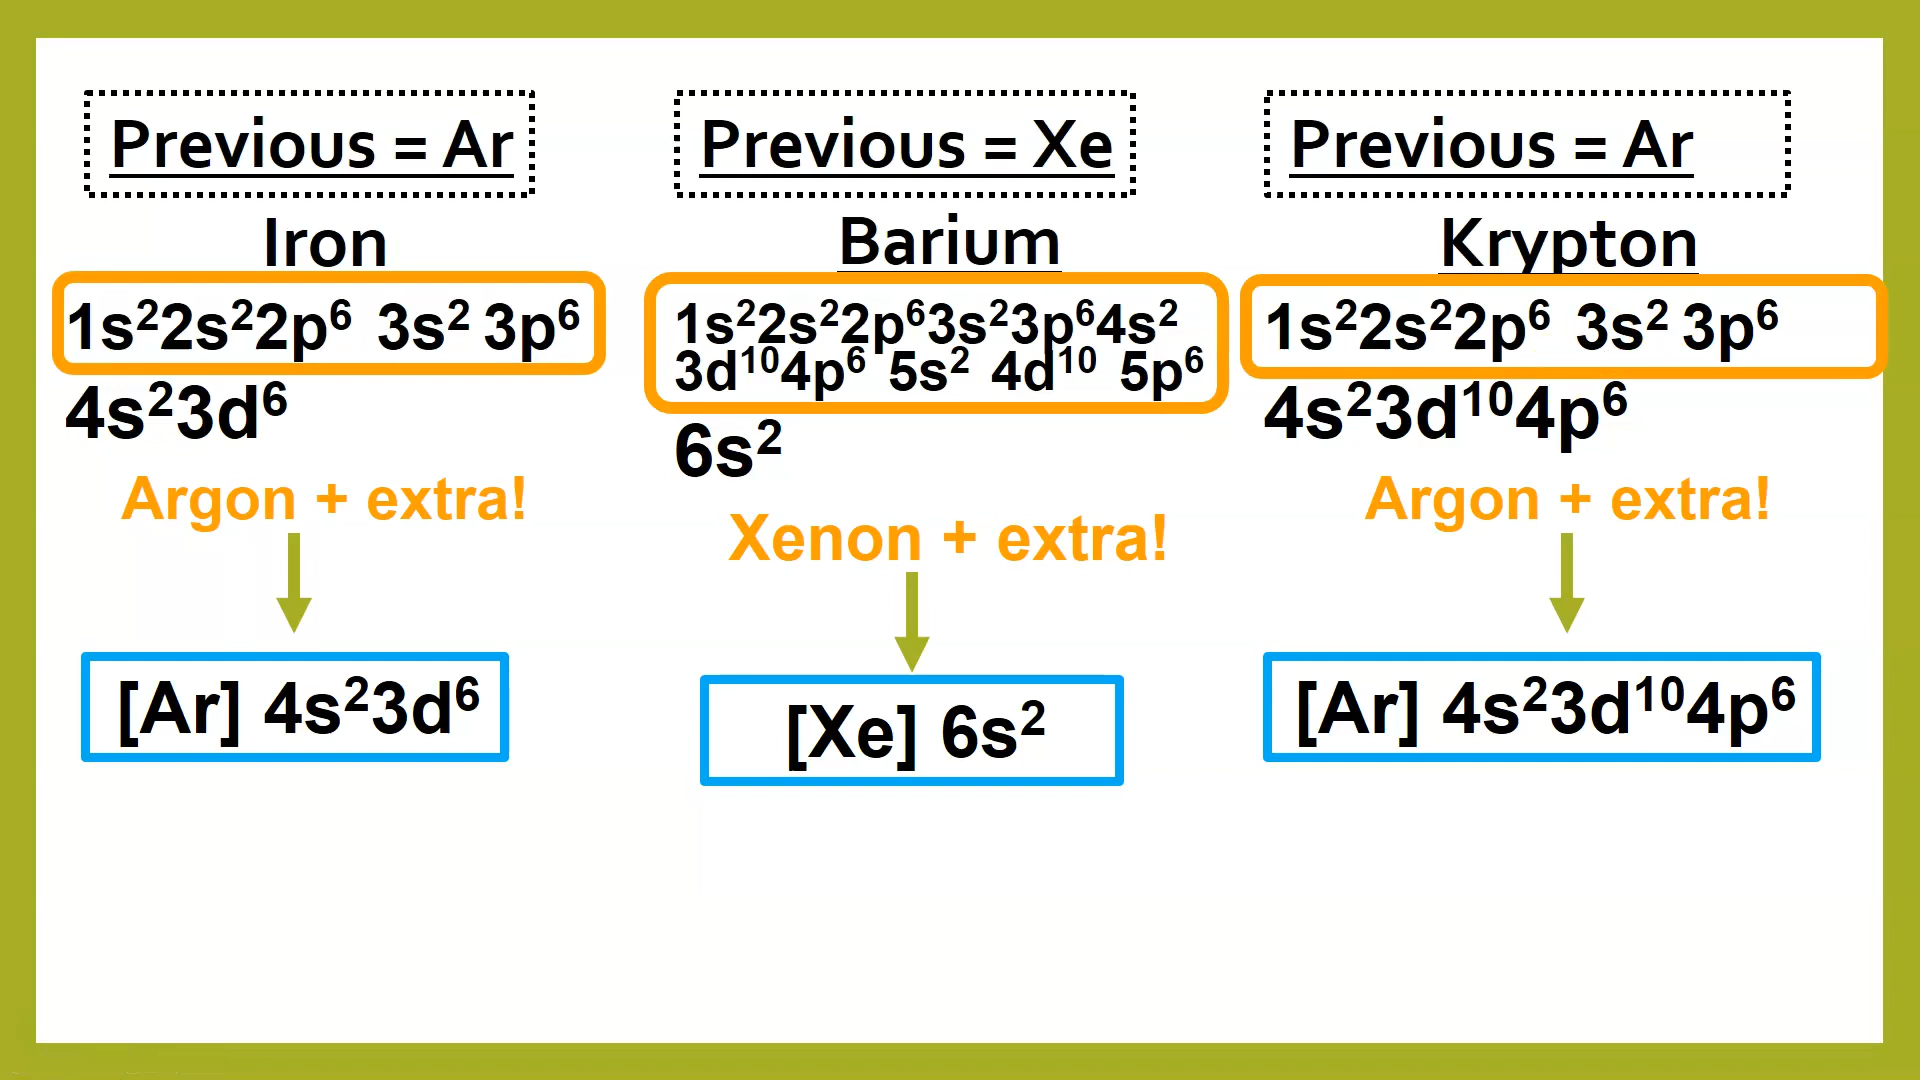 Previous = Ar
Iron
1s²2s²2p⁶ 3s² 3p⁶
4s²3d⁶
Argon + extra!
[Ar] 4s²3d⁶
Previous = Xe
Barium
1s²2s²2p⁶3s²3p⁶4s²
3d¹⁰4p⁶ 5s² 4d¹⁰ 5p⁶
6s²
Xenon + extra!
[Xe] 6s²
Previous = Ar
Krypton
1s²2s²2p⁶ 3s² 3p⁶
4s²3d¹⁰4p⁶
Argon + extra!
[Ar] 4s²3d¹⁰4p⁶